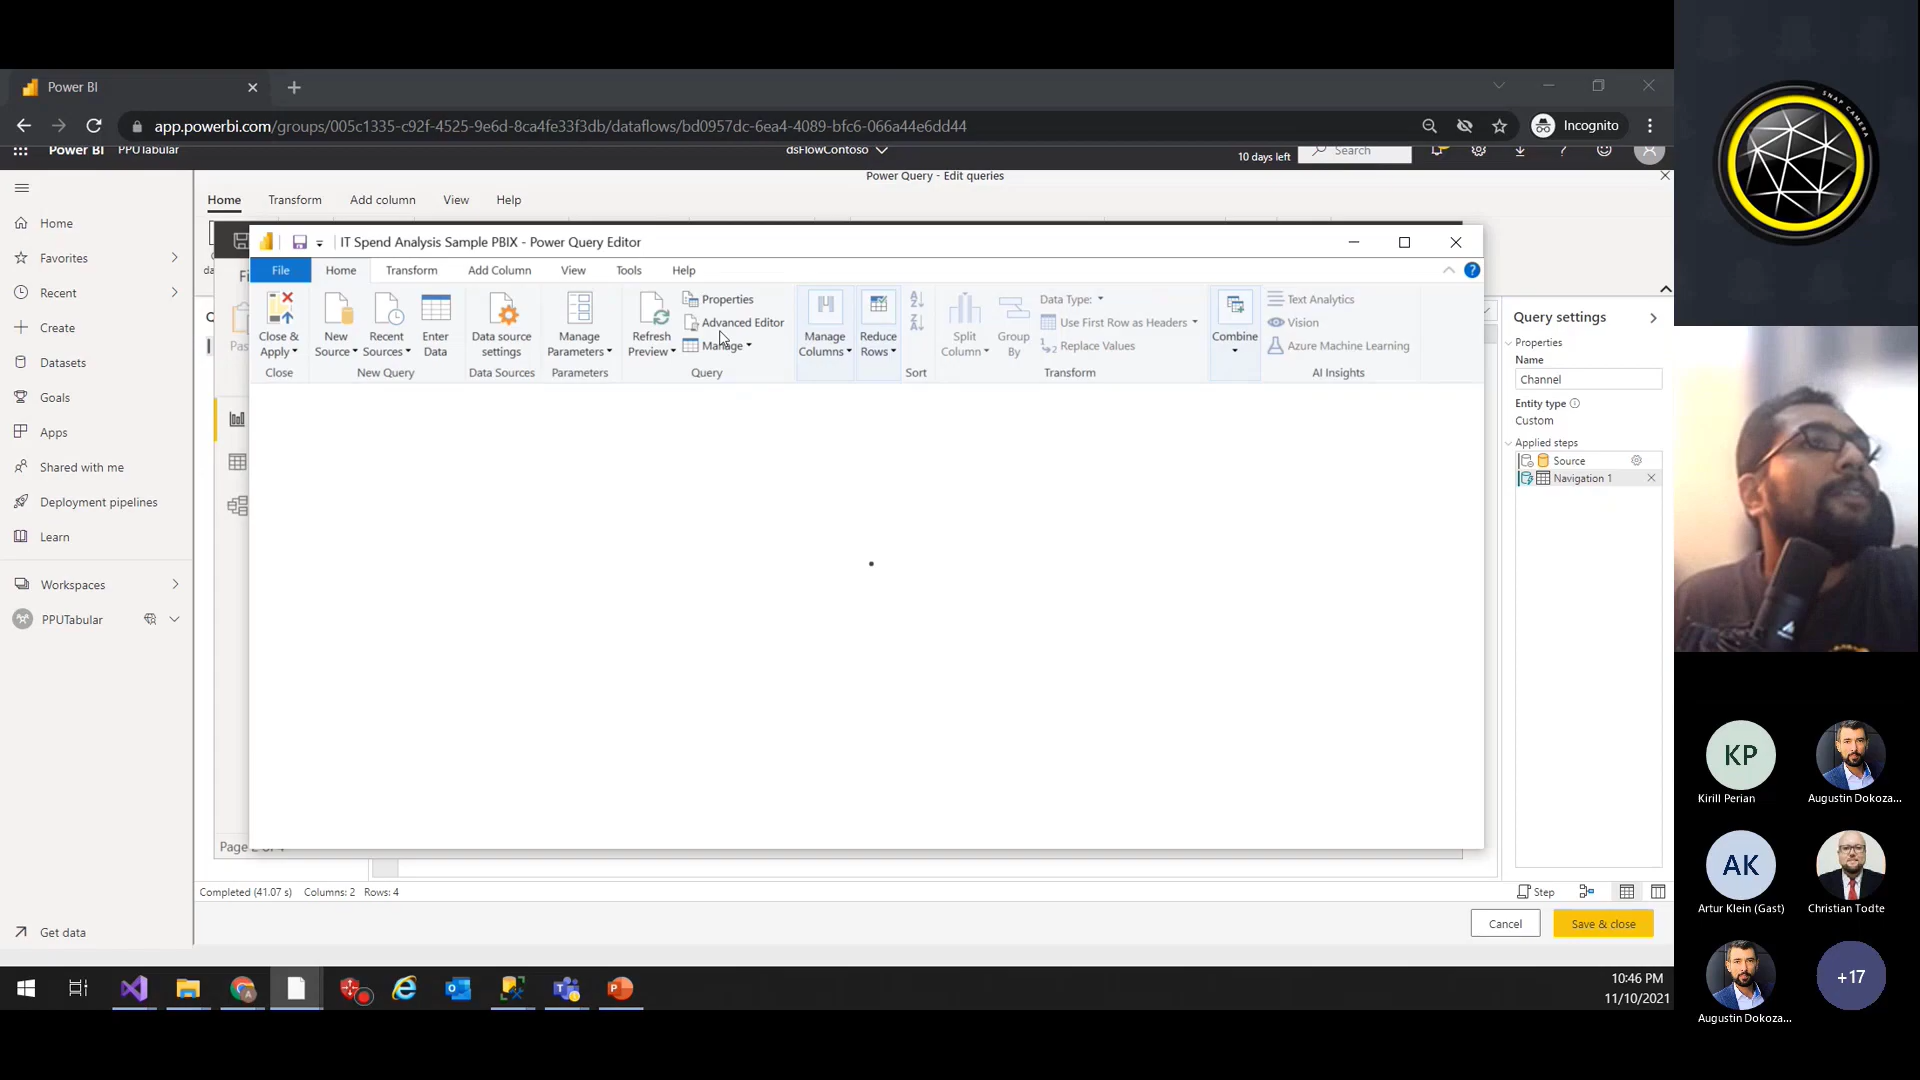 SNAP CAMERA
Power BI
app.powerbi.com/groups/005c1335-c92f-4525-9e6d-8ca4fe33f3db/dataflows/bd0957dc-6ea4-4089-bfc6-066a44e6dd44
Incognito
Power BI PPUTabular
dsFlowContoso
10 days left
Search
Power Query - Edit queries
Home Transform Add column View Help
IT Spend Analysis Sample PBIX - Power Query Editor
File Home Transform Add Column View Tools Help
Close & Apply
Close
New Source
Recent Sources
Enter Data
New Query
Data source settings
Data Sources
Manage Parameters
Parameters
Refresh Preview
Properties
Advanced Editor
Manage
Query
Manage Columns
Reduce Rows
Sort
Split Column
Group By
Data Type:
Use First Row as Headers
Replace Values
Transform
Combine
Text Analytics
Vision
Azure Machine Learning
AI Insights
Home
Favorites
Recent
Create
Datasets
Goals
Apps
Shared with me
Deployment pipelines
Learn
Workspaces
PPUTabular
Get data
Query settings
Properties
Name
Channel
Entity type
Custom
Applied steps
Source
Navigation 1
Completed (41.07 s) Columns: 2 Rows: 4
Step
Cancel
Save & close
10:46 PM
11/10/2021
KP
Kirill Perian
Augustin Dokoza...
AK
Artur Klein (Gast)
Christian Todte
Augustin Dokoza...
+17